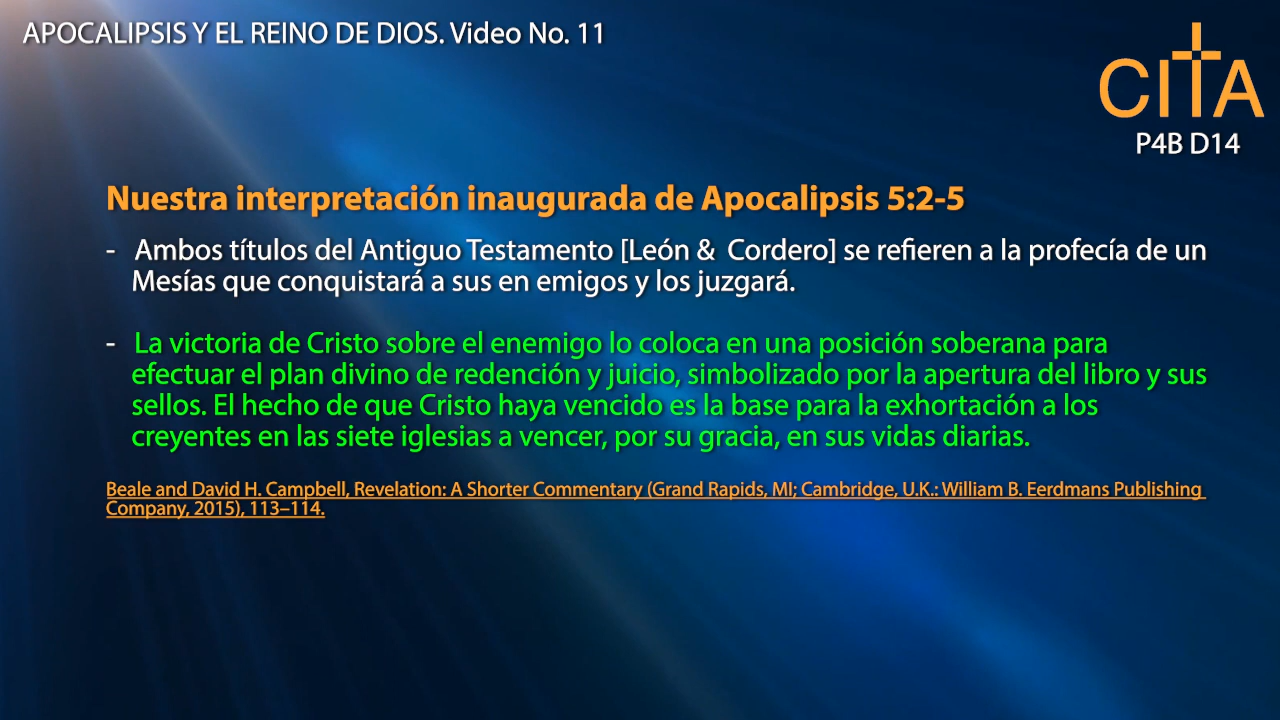 APOCALIPSIS Y EL REINO DE DIOS. Video No. 11
CITA
P4B D14
Nuestra interpretación inaugurada de Apocalipsis 5:2-5
- Ambos títulos del Antiguo Testamento [León & Cordero] se refieren a la profecía de un
Mesías que conquistará a sus en emigos y los juzgará.
- La victoria de Cristo sobre el enemigo lo coloca en una posición soberana para
efectuar el plan divino de redención y juicio, simbolizado por la apertura del libro y sus
sellos. El hecho de que Cristo haya vencido es la base para la exhortación a los
creyentes en las siete iglesias a vencer, por su gracia, en sus vidas diarias.
Beale and David H. Campbell, Revelation: A Shorter Commentary (Grand Rapids, MI; Cambridge, U.K.: William B. Eerdmans Publishing
Company, 2015), 113–114.